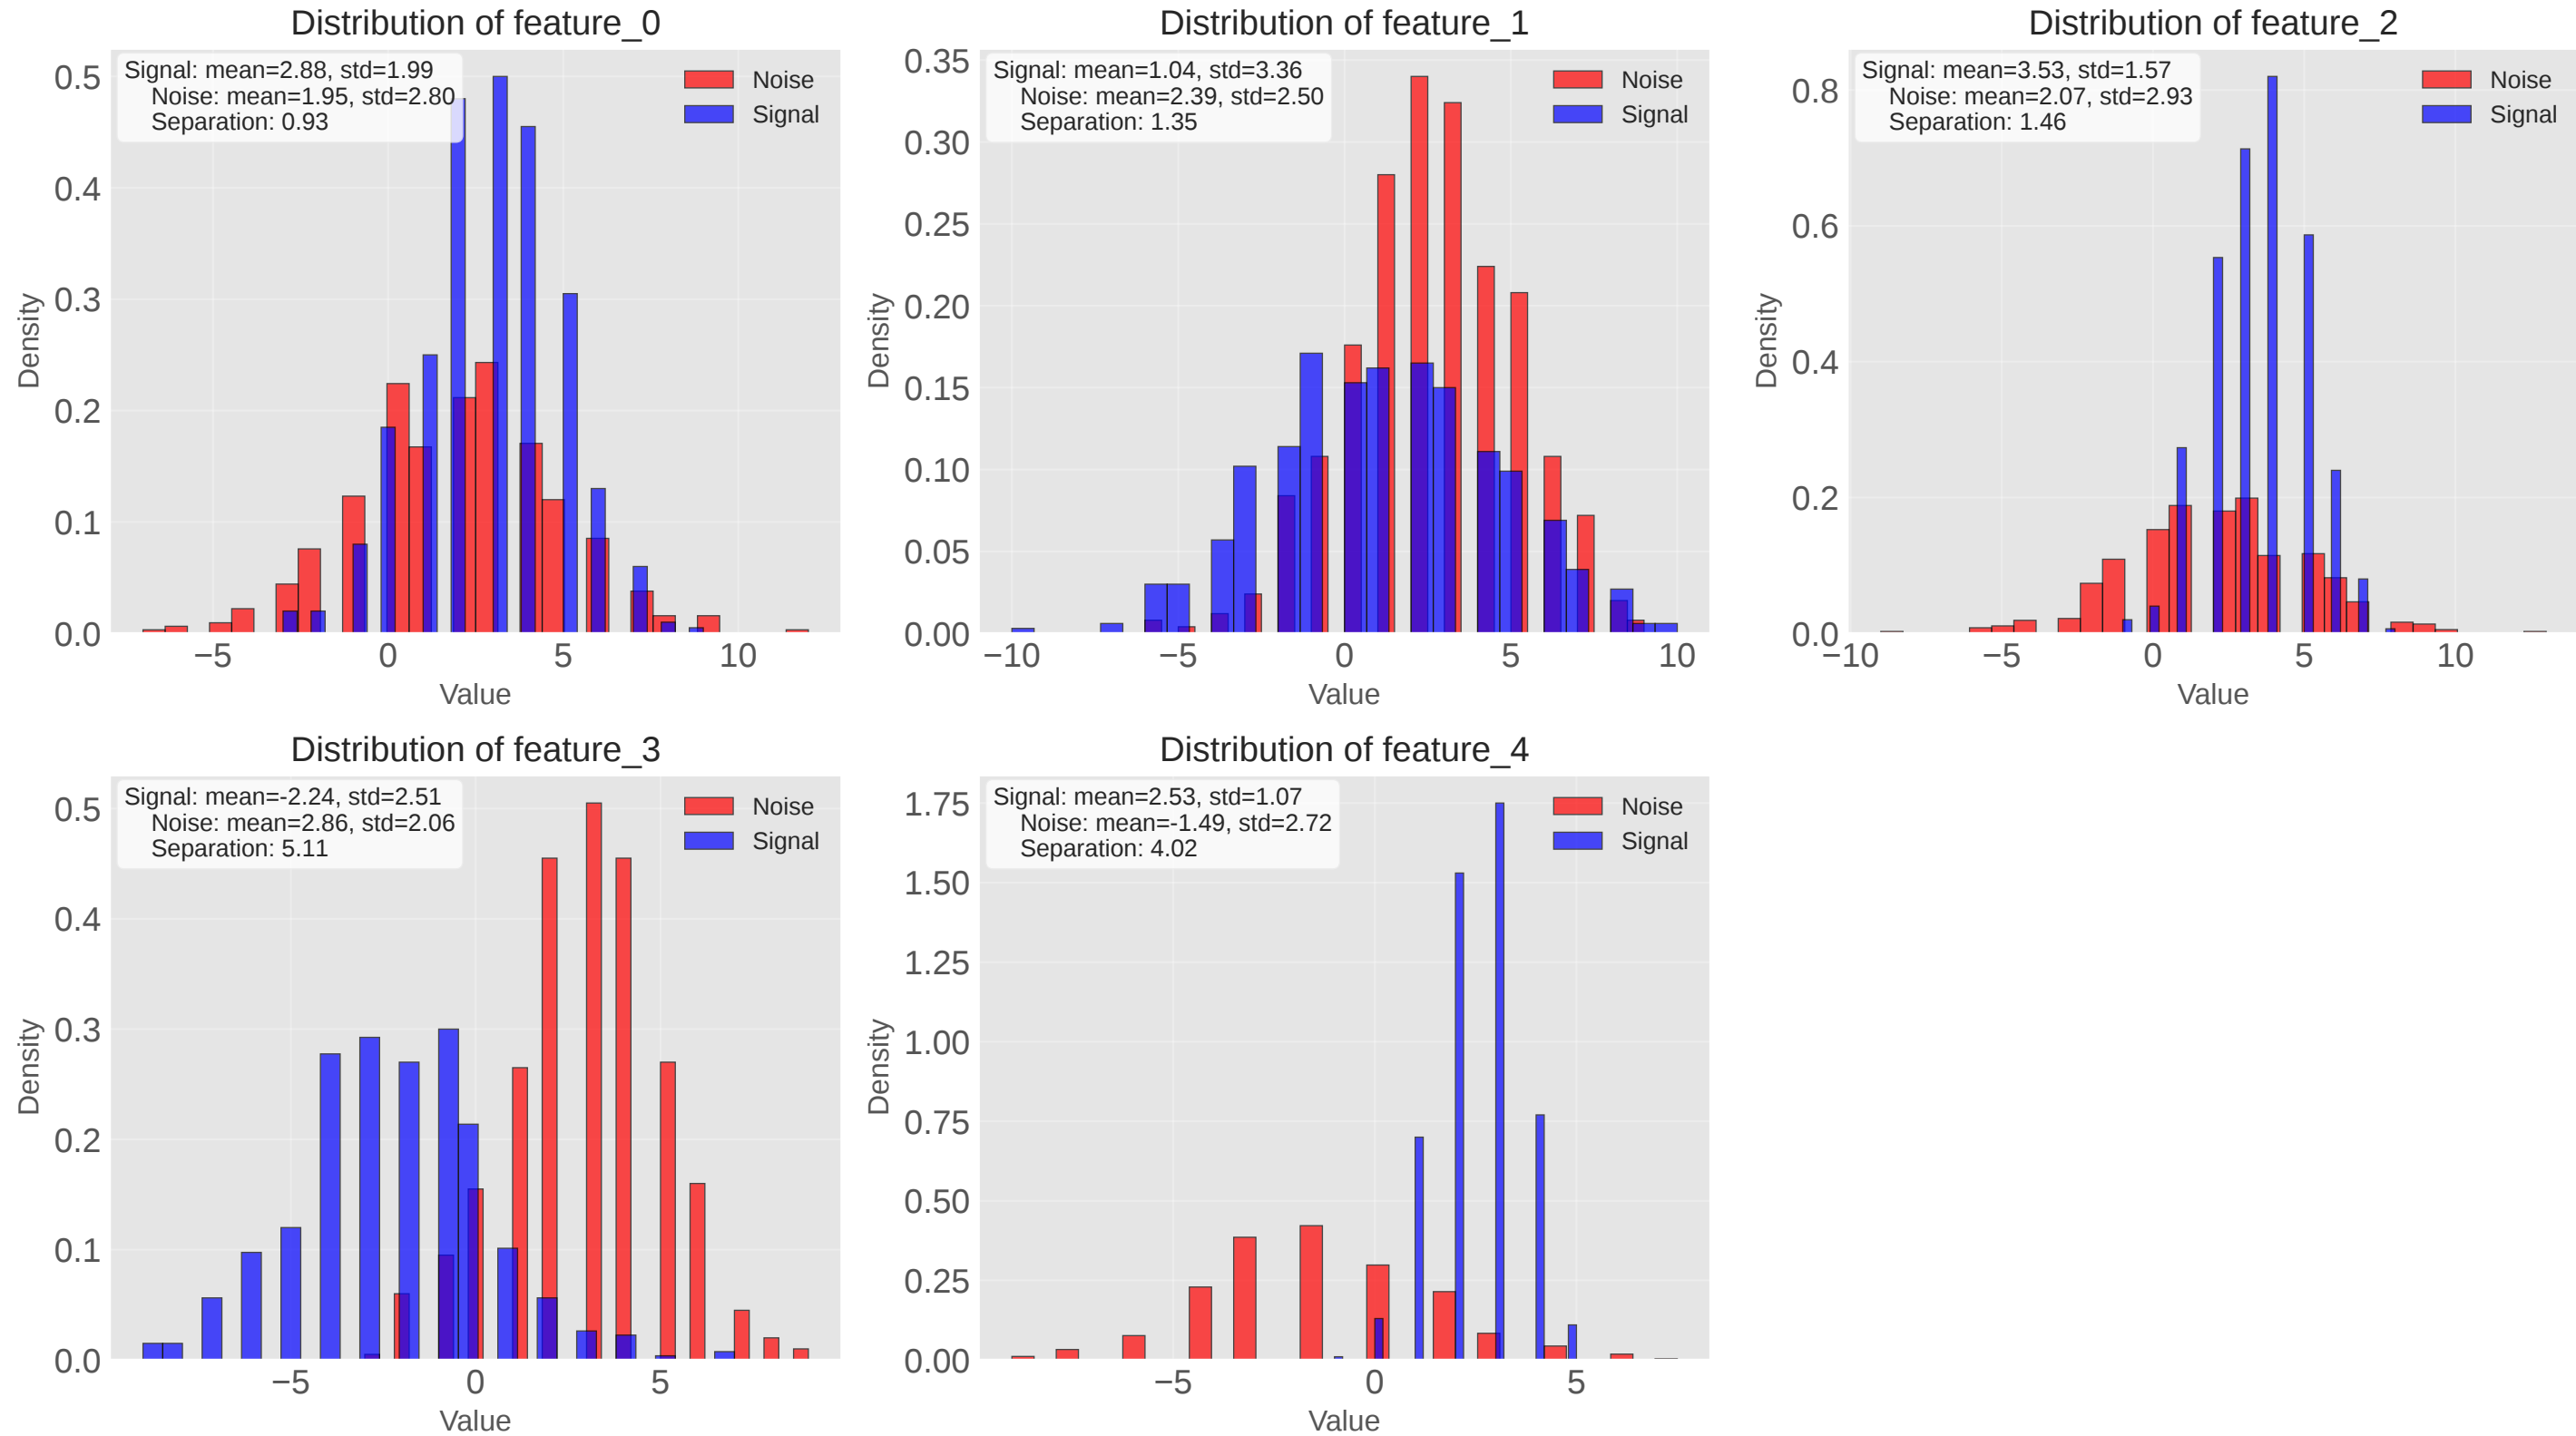 Distribution of feature_0
Signal: mean=2.88, std=1.99
Noise: mean=1.95, std=2.80
Separation: 0.93
Noise
Signal
0.5
0.4
0.3
0.2
0.1
0.0
Density
−5
0
5
10
Value
Distribution of feature_1
Signal: mean=1.04, std=3.36
Noise: mean=2.39, std=2.50
Separation: 1.35
Noise
Signal
0.35
0.30
0.25
0.20
0.15
0.10
0.05
0.00
Density
−10
−5
0
5
10
Value
Distribution of feature_2
Signal: mean=3.53, std=1.57
Noise: mean=2.07, std=2.93
Separation: 1.46
Noise
Signal
0.8
0.6
0.4
0.2
0.0
Density
−10
−5
0
5
10
Value
Distribution of feature_3
Signal: mean=-2.24, std=2.51
Noise: mean=2.86, std=2.06
Separation: 5.11
Noise
Signal
0.5
0.4
0.3
0.2
0.1
0.0
Density
−5
0
5
Value
Distribution of feature_4
Signal: mean=2.53, std=1.07
Noise: mean=-1.49, std=2.72
Separation: 4.02
Noise
Signal
1.75
1.50
1.25
1.00
0.75
0.50
0.25
0.00
Density
−5
0
5
Value